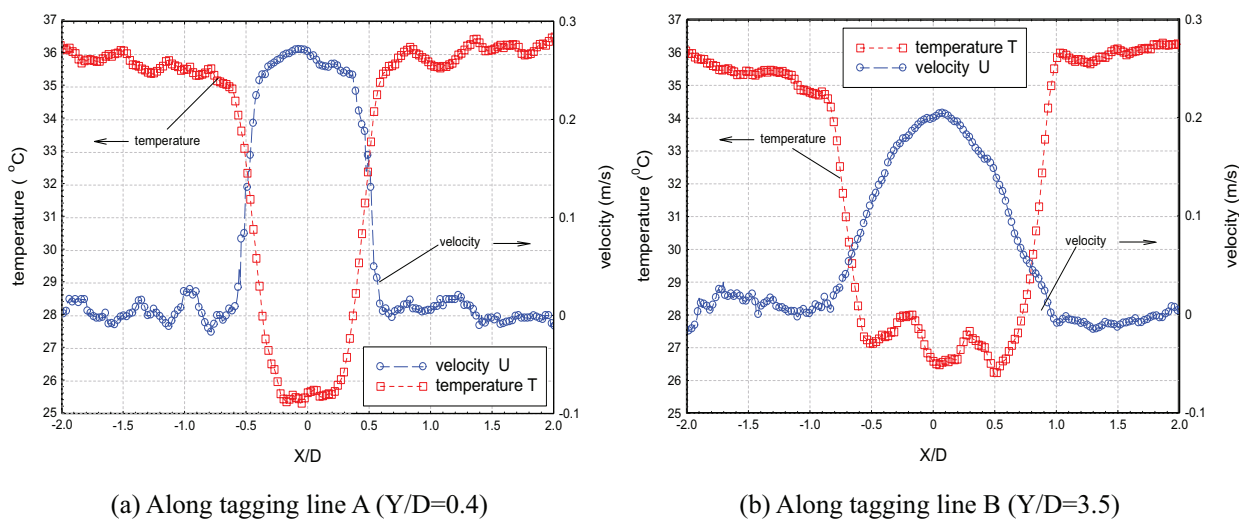 37
36
35
34
33
32
31
30
29
28
27
26
25
temperature ( °C)
0.3
0.2
0.1
0
-0.1
velocity (m/s)
-2.0 -1.5 -1.0 -0.5 0 0.5 1.0 1.5 2.0
X/D
temperature
velocity
velocity U
temperature T
(a) Along tagging line A (Y/D=0.4)
37
36
35
34
33
32
31
30
29
28
27
26
25
temperature (⁰C)
0.3
0.2
0.1
0
-0.1
velocity (m/s)
-2.0 -1.5 -1.0 -0.5 0 0.5 1.0 1.5 2.0
X/D
temperature T
velocity U
temperature
velocity
(b) Along tagging line B (Y/D=3.5)